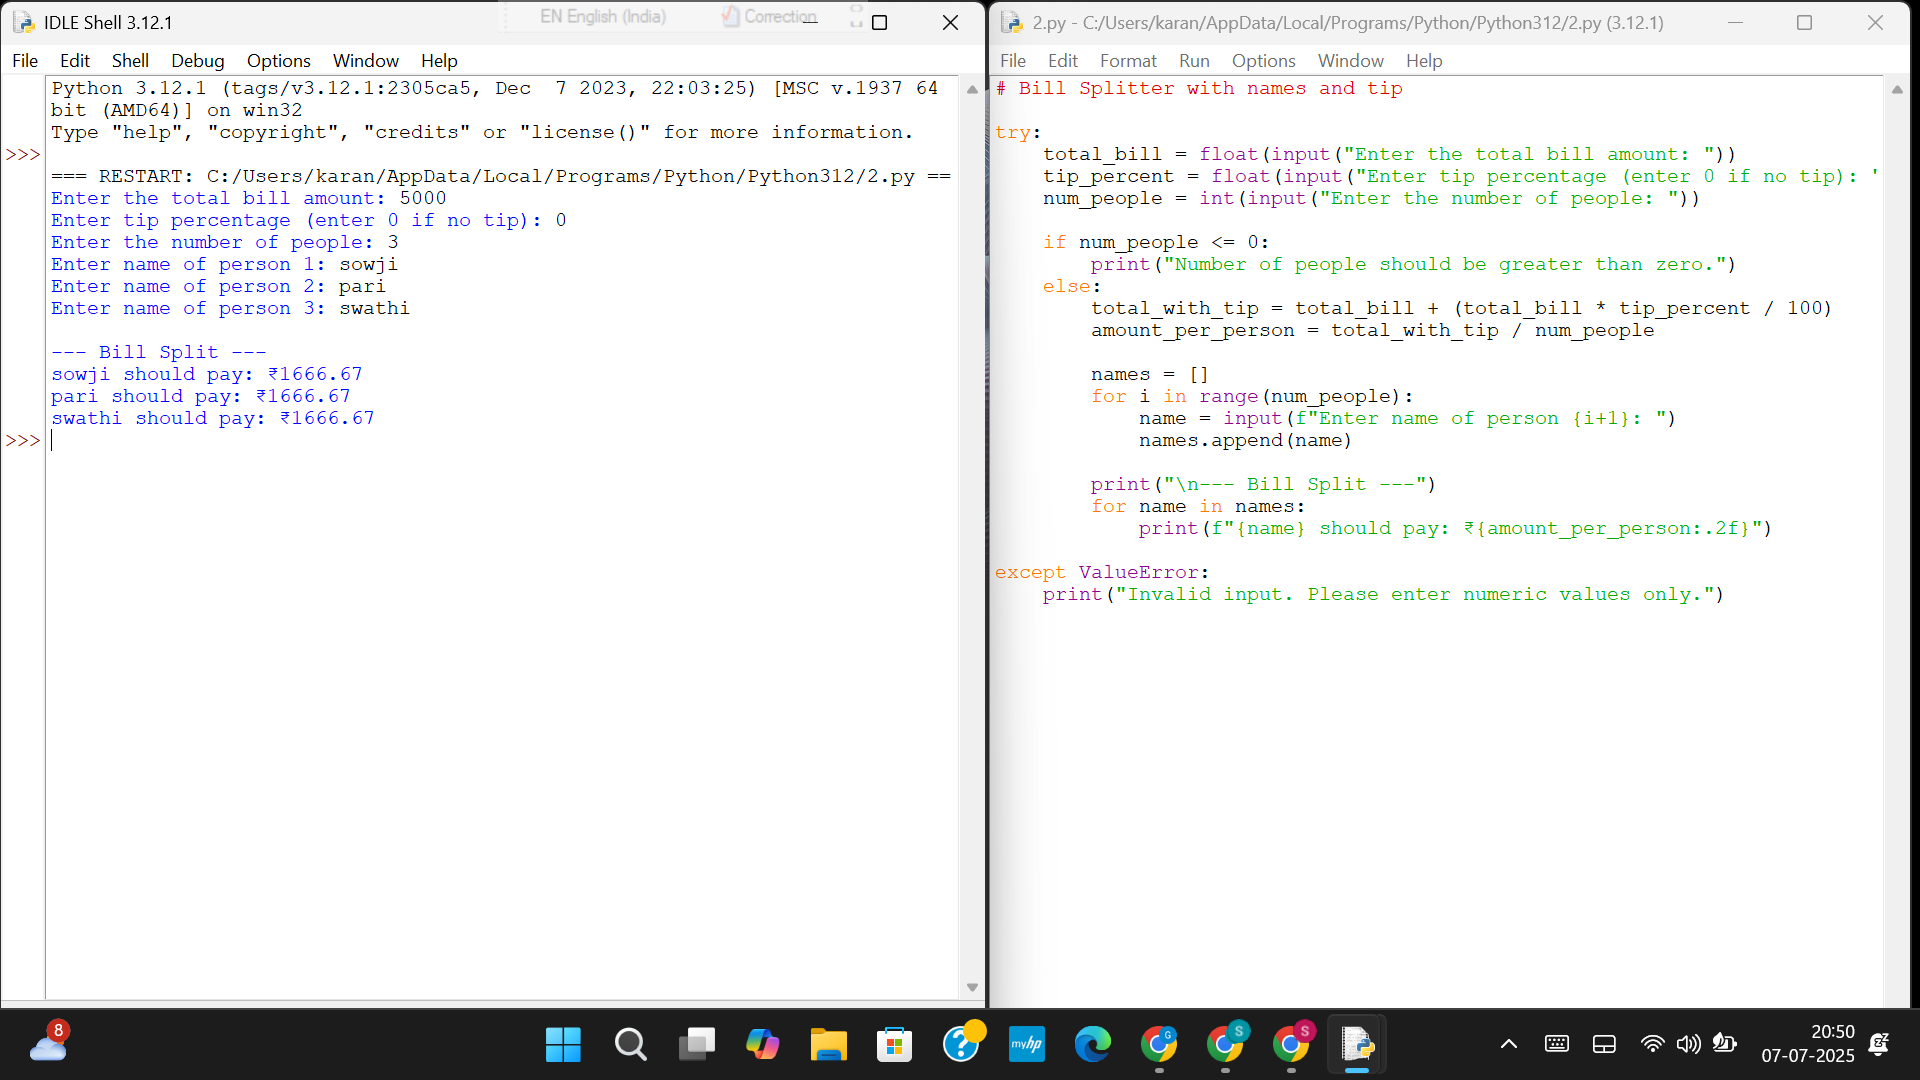 IDLE Shell 3.12.1
EN English (India)
Correction
File Edit Shell Debug Options Window Help
Python 3.12.1 (tags/v3.12.1:2305ca5, Dec  7 2023, 22:03:25) [MSC v.1937 64
bit (AMD64)] on win32
Type "help", "copyright", "credits" or "license()" for more information.
>>>
=== RESTART: C:/Users/karan/AppData/Local/Programs/Python/Python312/2.py ==
Enter the total bill amount: 5000
Enter tip percentage (enter 0 if no tip): 0
Enter the number of people: 3
Enter name of person 1: sowji
Enter name of person 2: pari
Enter name of person 3: swathi
--- Bill Split ---
sowji should pay: ₹1666.67
pari should pay: ₹1666.67
swathi should pay: ₹1666.67
>>>
2.py - C:/Users/karan/AppData/Local/Programs/Python/Python312/2.py (3.12.1)
File Edit Format Run Options Window Help
# Bill Splitter with names and tip
try:
    total_bill = float(input("Enter the total bill amount: "))
    tip_percent = float(input("Enter tip percentage (enter 0 if no tip): '
    num_people = int(input("Enter the number of people: "))
    if num_people <= 0:
        print("Number of people should be greater than zero.")
    else:
        total_with_tip = total_bill + (total_bill * tip_percent / 100)
        amount_per_person = total_with_tip / num_people
        names = []
        for i in range(num_people):
            name = input(f"Enter name of person {i+1}: ")
            names.append(name)
        print("\n--- Bill Split ---")
        for name in names:
            print(f"{name} should pay: ₹{amount_per_person:.2f}")
except ValueError:
    print("Invalid input. Please enter numeric values only.")
8
myhp
G
S
S
20:50
07-07-2025